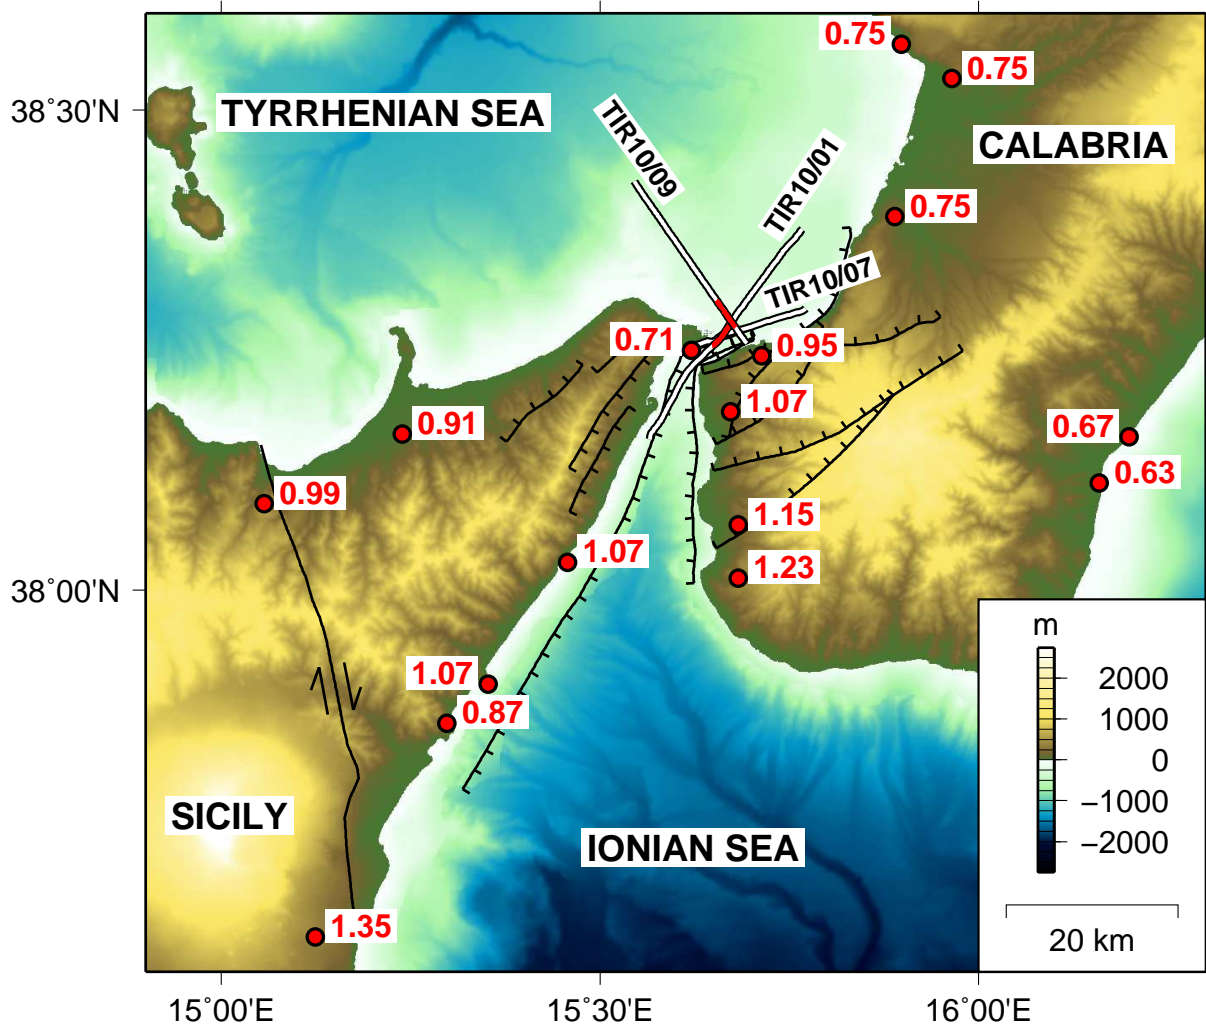 0.75
0.75
38°30'N
TYRRHENIAN SEA
TIR10/09
TIR10/01
CALABRIA
0.75
TIR10/07
0.71
0.95
1.07
0.91
0.67
0.63
0.99
1.15
1.07
1.23
38°00'N
m
2000
1000
0
−1000
−2000
20 km
1.07
0.87
SICILY
IONIAN SEA
1.35
15°00'E
15°30'E
16°00'E